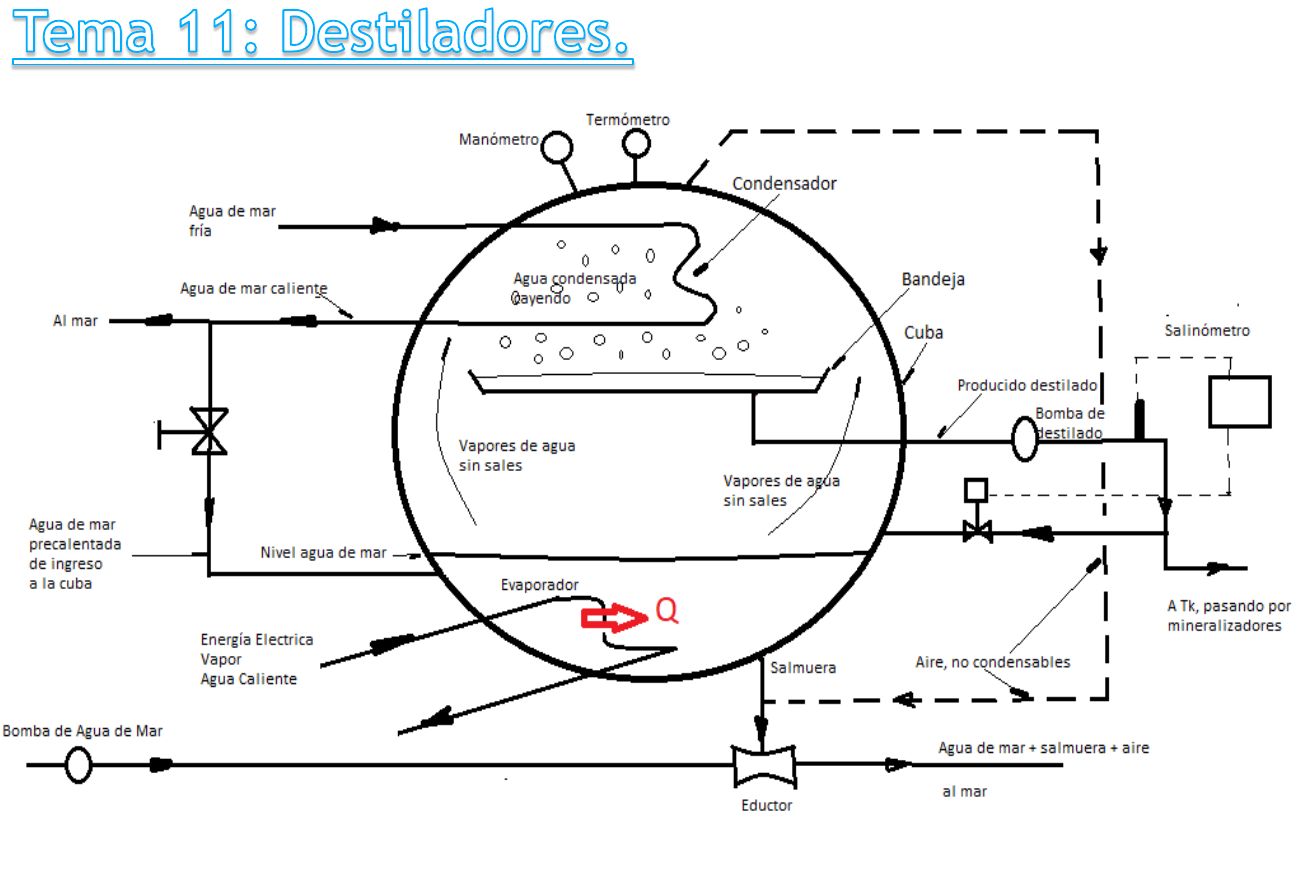 Tema 11: Destiladores.
Termómetro
Manómetro
Condensador
Agua de mar
fría
Agua condensada
cayendo
Bandeja
Agua de mar caliente
Al mar
Cuba
Salinómetro
Producido destilado
Bomba de
destilado
Vapores de agua
sin sales
Vapores de agua
sin sales
Agua de mar
precalentada
de ingreso
a la cuba
Nivel agua de mar
Evaporador
Q
A Tk, pasando por
mineralizadores
Energía Electrica
Vapor
Agua Caliente
Salmuera
Aire, no condensables
Bomba de Agua de Mar
Agua de mar + salmuera + aire
al mar
Eductor